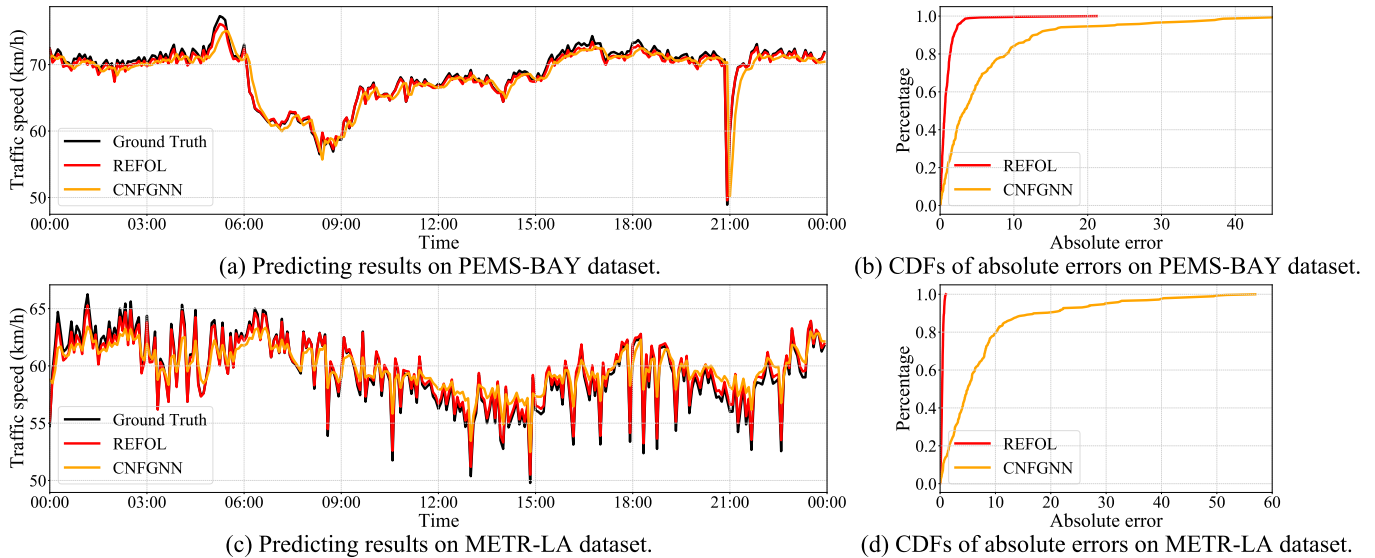 Traffic speed (km/h)
70
60
50
Ground Truth
REFOL
CNFGNN
00:00 03:00 06:00 09:00 12:00 15:00 18:00 21:00 00:00
Time
(a) Predicting results on PEMS-BAY dataset.
Percentage
1.0
0.8
0.6
0.4
0.2
0.0
REFOL
CNFGNN
0 10 20 30 40
Absolute error
(b) CDFs of absolute errors on PEMS-BAY dataset.
Traffic speed (km/h)
65
60
55
50
Ground Truth
REFOL
CNFGNN
00:00 03:00 06:00 09:00 12:00 15:00 18:00 21:00 00:00
Time
(c) Predicting results on METR-LA dataset.
Percentage
1.0
0.8
0.6
0.4
0.2
0.0
REFOL
CNFGNN
0 10 20 30 40 50 60
Absolute error
(d) CDFs of absolute errors on METR-LA dataset.